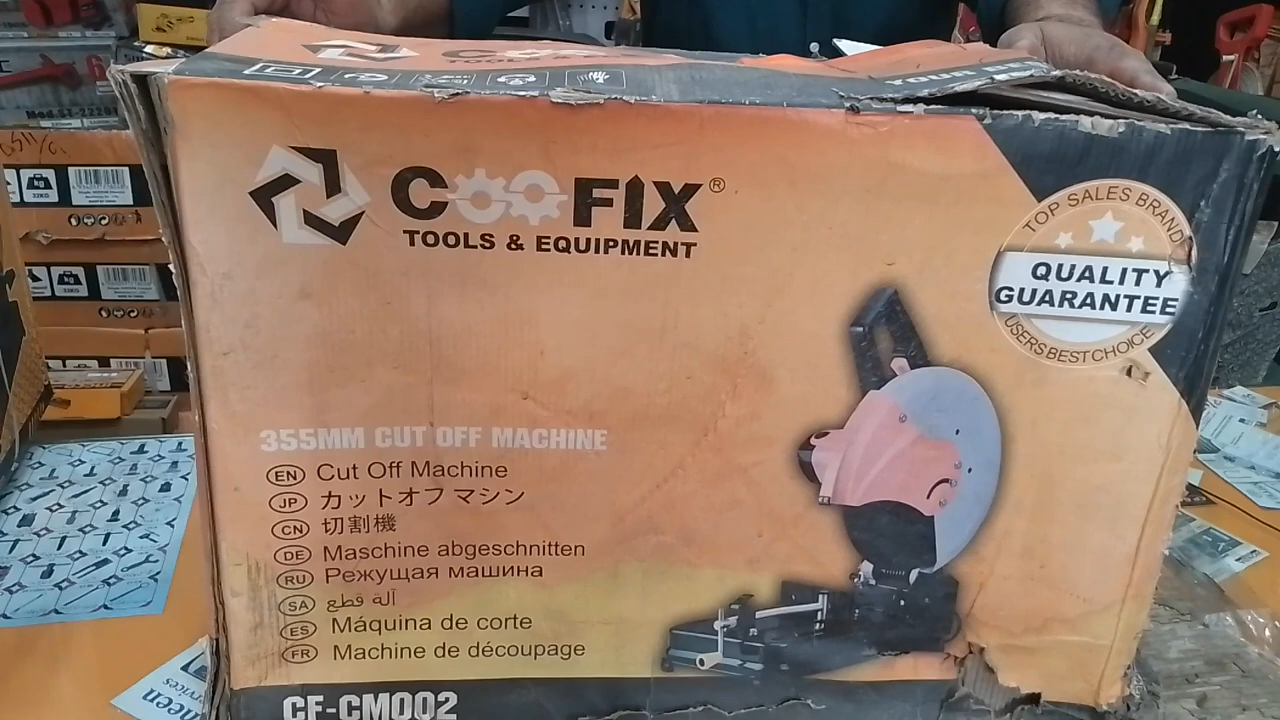 COOFIX®
TOOLS & EQUIPMENT
TOP SALES BRAND
QUALITY
GUARANTEE
USERS BEST CHOICE
355MM CUT OFF MACHINE
EN Cut Off Machine
JP カットオフ マシン
CN 切割機
DE Maschine abgeschnitten
RU Режущая машина
SA آلة قطع
ES Máquina de corte
FR Machine de découpage
CF-CM002
32KG
32KG